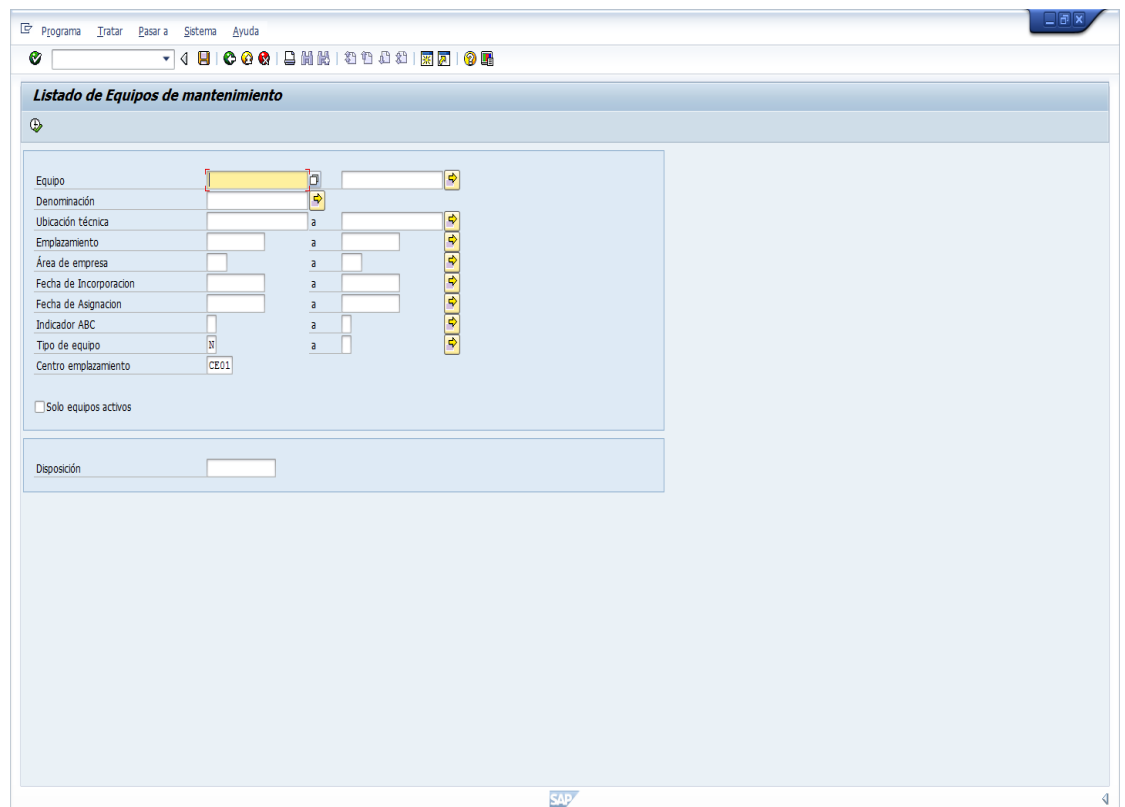 Programa Tratar Pasar a Sistema Ayuda
Listado de Equipos de mantenimiento
Equipo
Denominación
Ubicación técnica a
Emplazamiento a
Área de empresa a
Fecha de Incorporacion a
Fecha de Asignacion a
Indicador ABC a
Tipo de equipo N a
Centro emplazamiento CE01
Solo equipos activos
Disposición
SAP